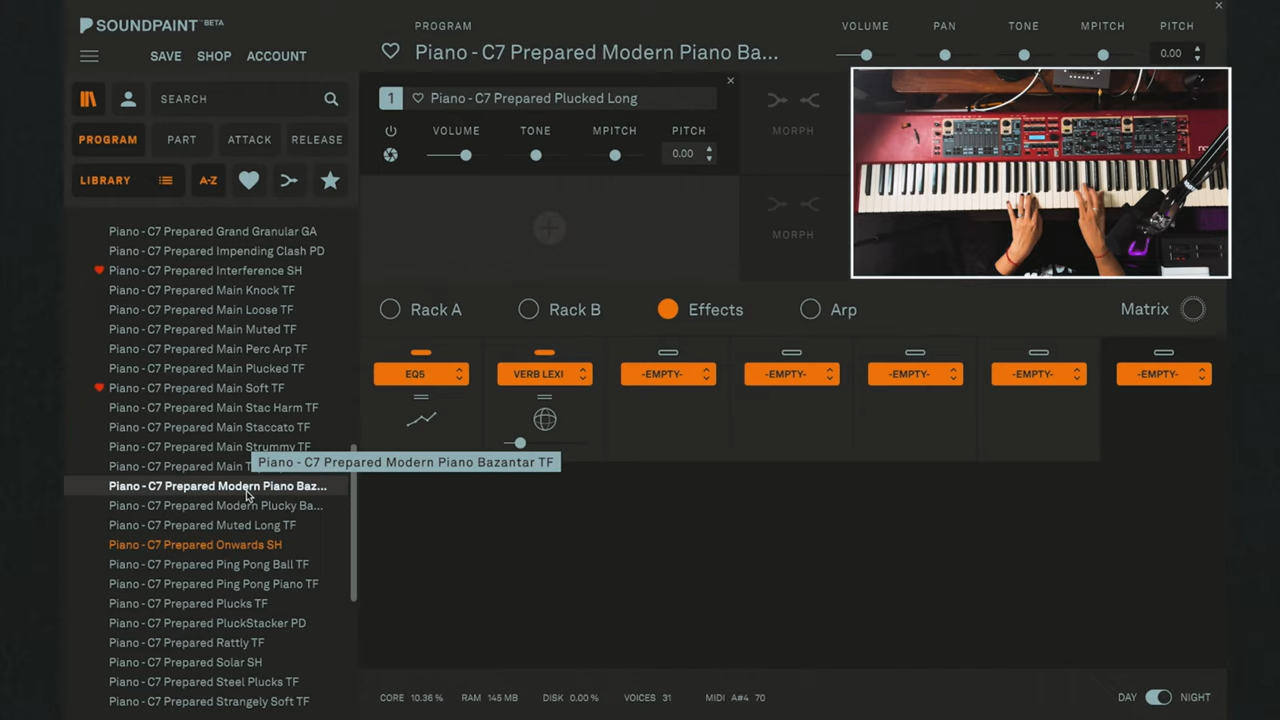 SOUNDPAINT BETA
SAVE SHOP ACCOUNT
SEARCH
PROGRAM PART ATTACK RELEASE
LIBRARY A-Z
Piano - C7 Prepared Grand Granular GA
Piano - C7 Prepared Impending Clash PD
Piano - C7 Prepared Interference SH
Piano - C7 Prepared Main Knock TF
Piano - C7 Prepared Main Loose TF
Piano - C7 Prepared Main Muted TF
Piano - C7 Prepared Main Perc Arp TF
Piano - C7 Prepared Main Plucked TF
Piano - C7 Prepared Main Soft TF
Piano - C7 Prepared Main Stac Harm TF
Piano - C7 Prepared Main Staccato TF
Piano - C7 Prepared Main Strummy TF
Piano - C7 Prepared Main
Piano - C7 Prepared Modern Piano Bazantar TF
Piano - C7 Prepared Modern Piano Baz...
Piano - C7 Prepared Modern Plucky Ba...
Piano - C7 Prepared Muted Long TF
Piano - C7 Prepared Onwards SH
Piano - C7 Prepared Ping Pong Ball TF
Piano - C7 Prepared Ping Pong Piano TF
Piano - C7 Prepared Plucks TF
Piano - C7 Prepared PluckStacker PD
Piano - C7 Prepared Rattly TF
Piano - C7 Prepared Solar SH
Piano - C7 Prepared Steel Plucks TF
Piano - C7 Prepared Strangely Soft TF
PROGRAM
Piano - C7 Prepared Modern Piano Ba...
VOLUME PAN TONE MPITCH PITCH
0.00
1 Piano - C7 Prepared Plucked Long
VOLUME TONE MPITCH PITCH
0.00
MORPH
MORPH
Rack A Rack B Effects Arp Matrix
EQ5 VERB LEXI -EMPTY- -EMPTY- -EMPTY- -EMPTY- -EMPTY-
CORE 10.36 % RAM 145 MB DISK 0.00 % VOICES 31 MIDI A#4 70
DAY NIGHT